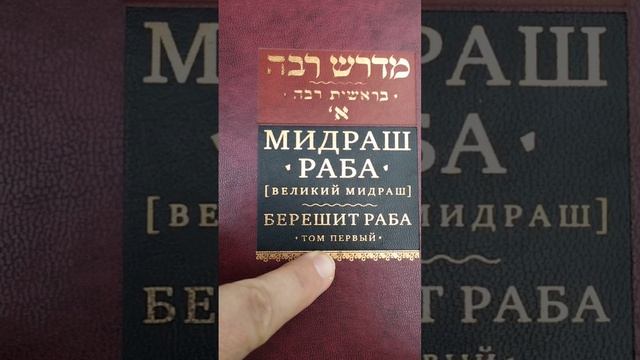 מדרש רבה
· בראשית רבה ·
א'
МИДРАШ
· РАБА ·
[ВЕЛИКИЙ МИДРАШ]
БЕРЕШИТ РАБА
· ТОМ ПЕРВЫЙ ·